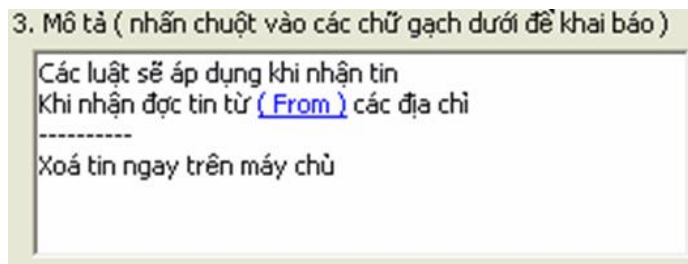 3. Mô tả ( nhấn chuột vào các chữ gạch dưới để khai báo )
Các luật sẽ áp dụng khi nhận tin
Khi nhận đợc tin từ ( From ) các địa chỉ
----------
Xoá tin ngay trên máy chủ